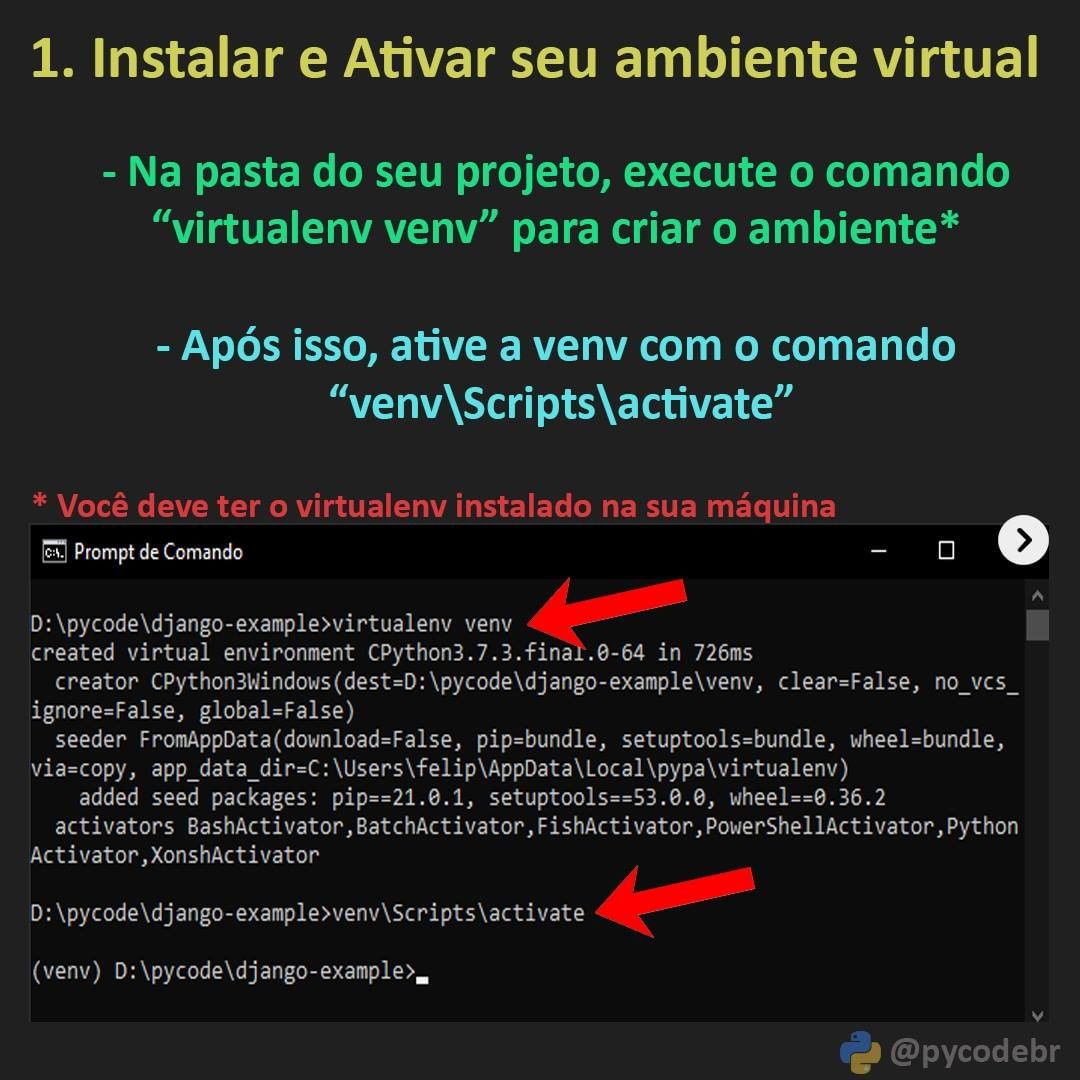 1. Instalar e Ativar seu ambiente virtual
- Na pasta do seu projeto, execute o comando
“virtualenv venv” para criar o ambiente*
- Após isso, ative a venv com o comando
“venv\Scripts\activate”
* Você deve ter o virtualenv instalado na sua máquina
C:\. Prompt de Comando
D:\pycode\django-example>virtualenv venv
created virtual environment CPython3.7.3.final.0-64 in 726ms
  creator CPython3Windows(dest=D:\pycode\django-example\venv, clear=False, no_vcs_
ignore=False, global=False)
  seeder FromAppData(download=False, pip=bundle, setuptools=bundle, wheel=bundle,
via=copy, app_data_dir=C:\Users\felip\AppData\Local\pypa\virtualenv)
    added seed packages: pip==21.0.1, setuptools==53.0.0, wheel==0.36.2
  activators BashActivator,BatchActivator,FishActivator,PowerShellActivator,Python
Activator,XonshActivator
D:\pycode\django-example>venv\Scripts\activate
(venv) D:\pycode\django-example>
@pycodebr